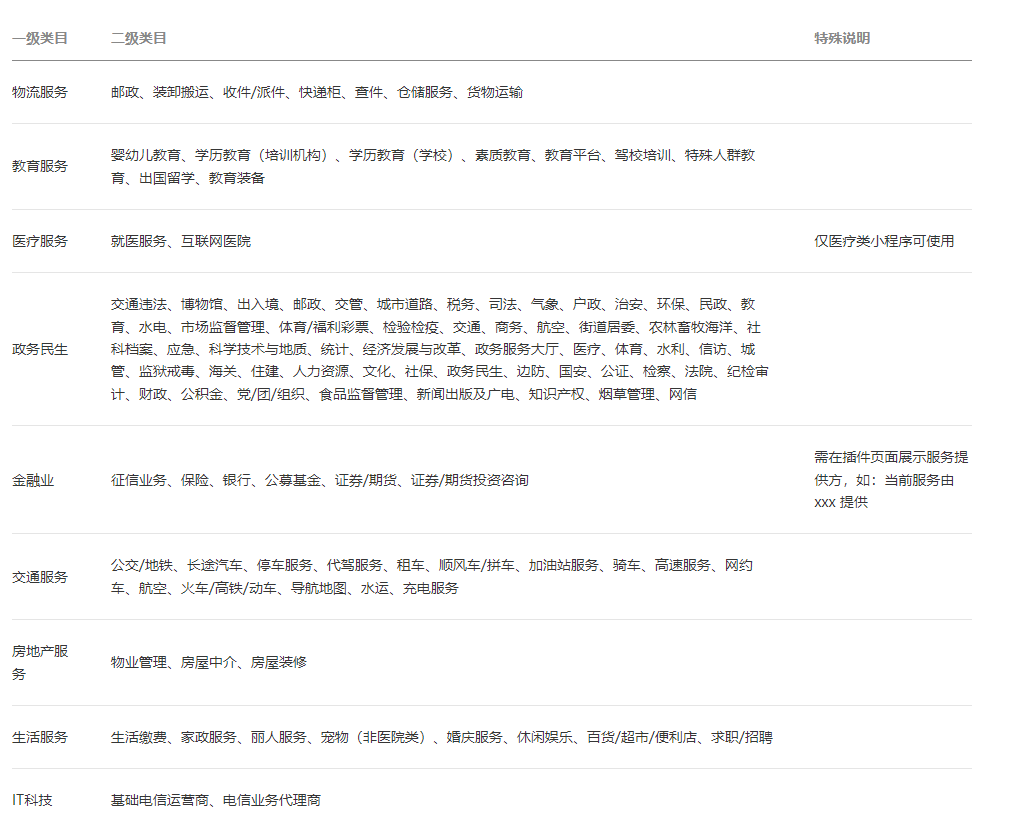 一级类目 二级类目 特殊说明
物流服务 邮政、装卸搬运、收件/派件、快递柜、查件、仓储服务、货物运输
教育服务 婴幼儿教育、学历教育（培训机构）、学历教育（学校）、素质教育、教育平台、驾校培训、特殊人群教
育、出国留学、教育装备
医疗服务 就医服务、互联网医院 仅医疗类小程序可使用
政务民生 交通违法、博物馆、出入境、邮政、交管、城市道路、税务、司法、气象、户政、治安、环保、民政、教
育、水电、市场监督管理、体育/福利彩票、检验检疫、交通、商务、航空、街道居委、农林畜牧海洋、社
科档案、应急、科学技术与地质、统计、经济发展与改革、政务服务大厅、医疗、体育、水利、信访、城
管、监狱戒毒、海关、住建、人力资源、文化、社保、政务民生、边防、国安、公证、检察、法院、纪检审
计、财政、公积金、党/团/组织、食品监督管理、新闻出版及广电、知识产权、烟草管理、网信
金融业 征信业务、保险、银行、公募基金、证券/期货、证券/期货投资咨询 需在插件页面展示服务提
供方，如：当前服务由
xxx 提供
交通服务 公交/地铁、长途汽车、停车服务、代驾服务、租车、顺风车/拼车、加油站服务、骑车、高速服务、网约
车、航空、火车/高铁/动车、导航地图、水运、充电服务
房地产服
务 物业管理、房屋中介、房屋装修
生活服务 生活缴费、家政服务、丽人服务、宠物（非医院类）、婚庆服务、休闲娱乐、百货/超市/便利店、求职/招聘
IT科技 基础电信运营商、电信业务代理商